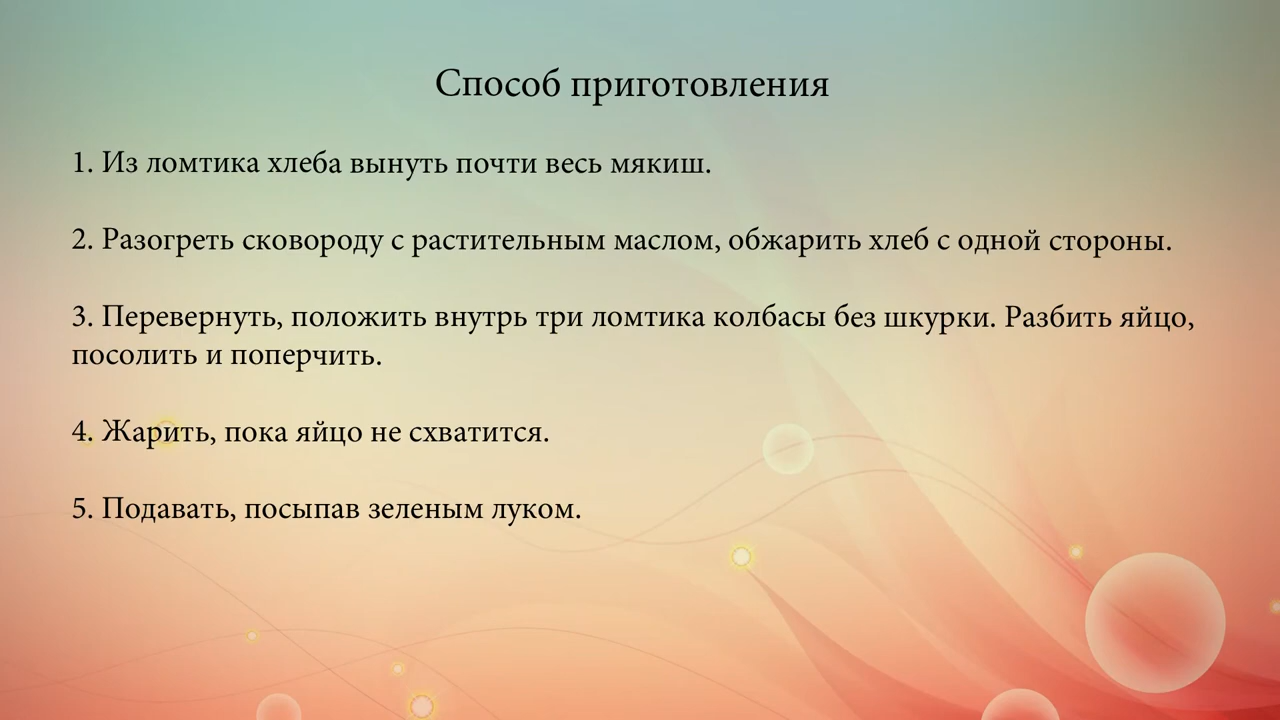 Способ приготовления
1. Из ломтика хлеба вынуть почти весь мякиш.
2. Разогреть сковороду с растительным маслом, обжарить хлеб с одной стороны.
3. Перевернуть, положить внутрь три ломтика колбасы без шкурки. Разбить яйцо,
посолить и поперчить.
4. Жарить, пока яйцо не схватится.
5. Подавать, посыпав зеленым луком.